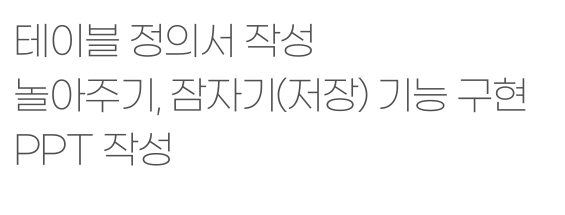 테이블 정의서 작성
놀아주기, 잠자기(저장) 기능 구현
PPT 작성